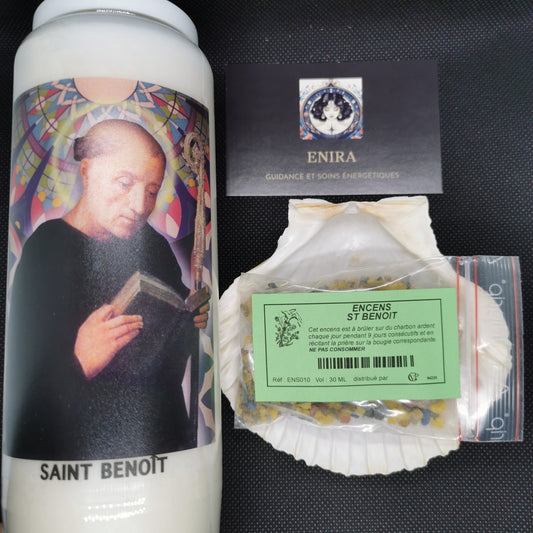 ENIRA
GUIDANCE ET SOINS ÉNERGÉTIQUES
ENCENS
ST BENOIT
Cet encens est à brûler sur du charbon ardent
chaque jour pendant 9 jours consécutifs et en
récitant la prière sur la bougie correspondante.
NE PAS CONSOMMER
Réf : ENS010 Vol : 30 ML distribué par
SAINT BENOÎT